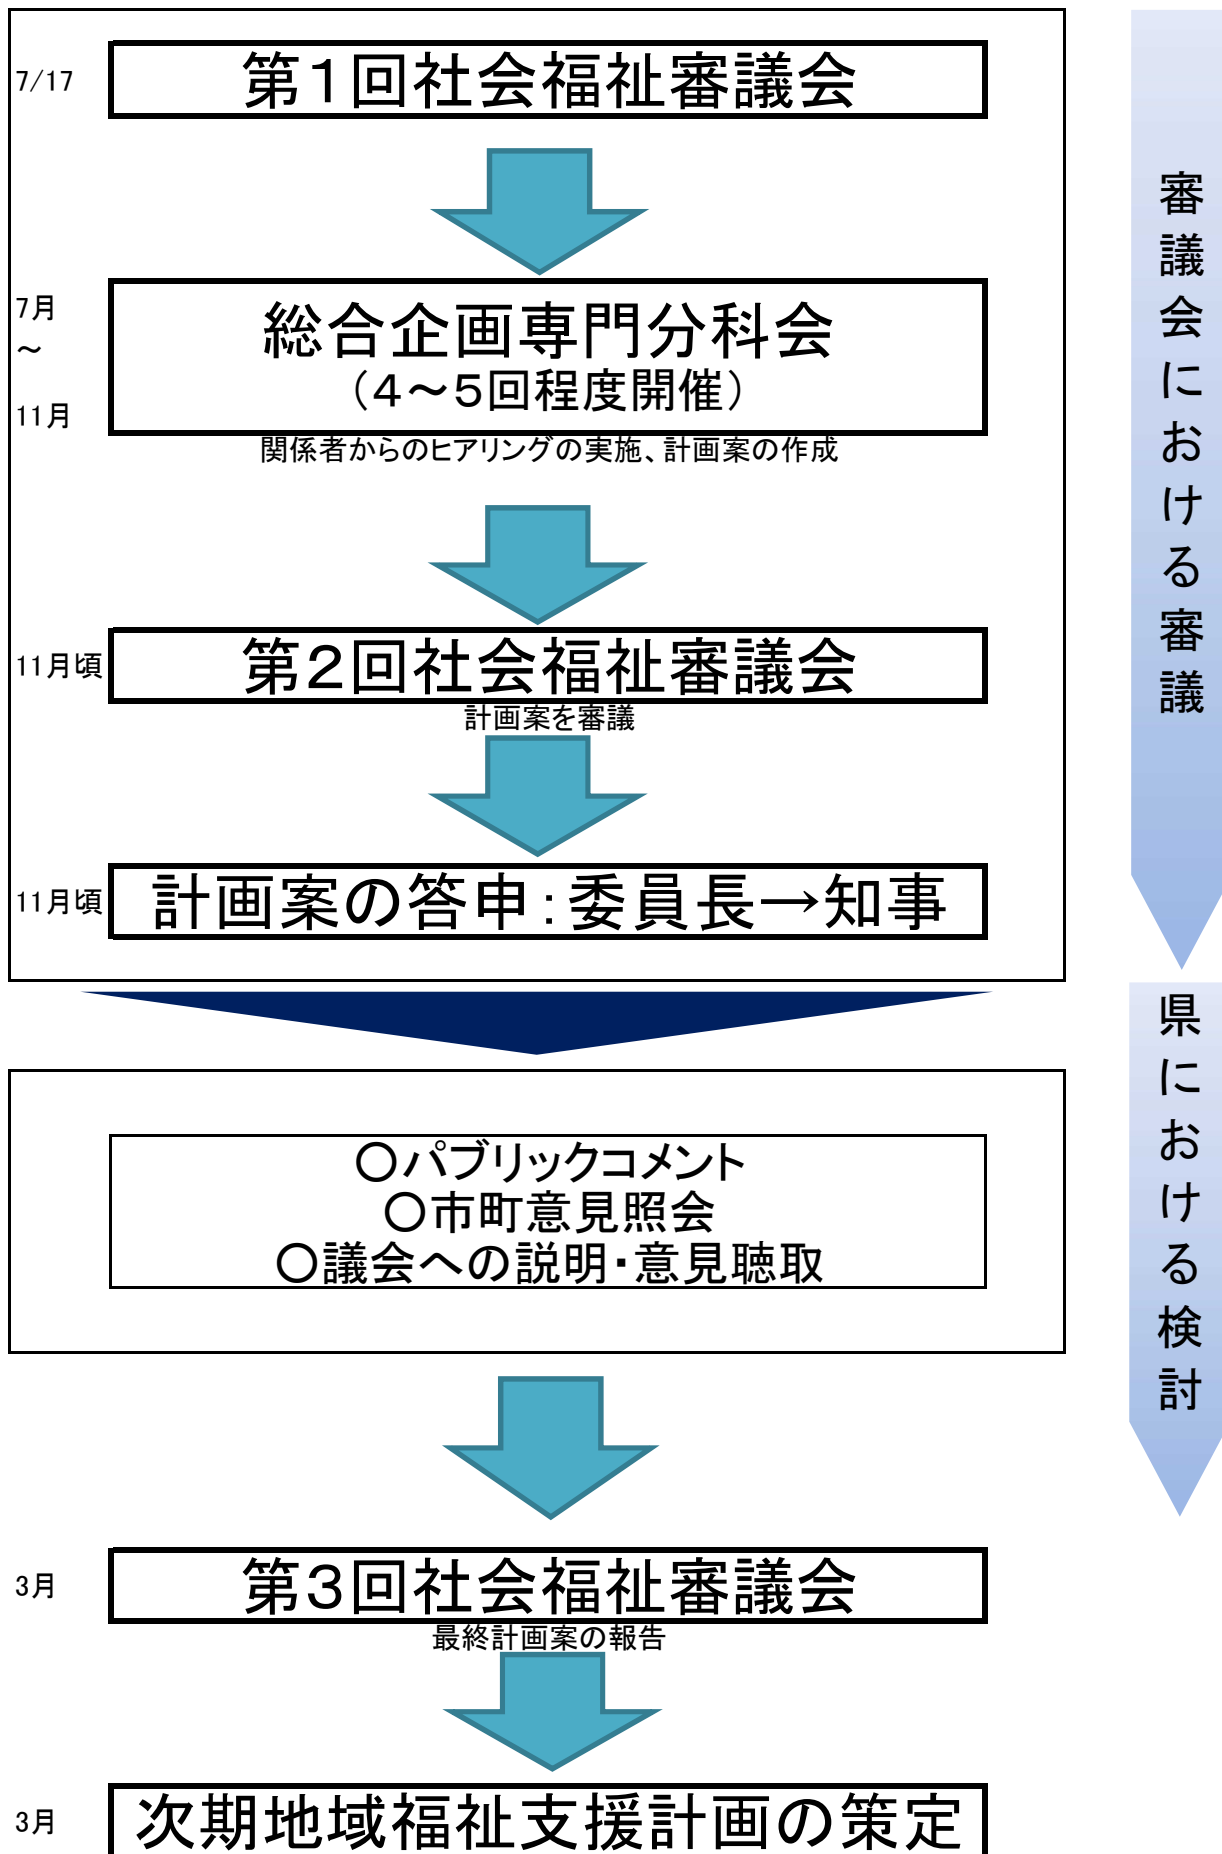 7/17
第1回社会福祉審議会
7月
～
11月
総合企画専門分科会
（4～5回程度開催）
関係者からのヒアリングの実施、計画案の作成
11月頃
第2回社会福祉審議会
計画案を審議
11月頃
計画案の答申：委員長→知事
審議会における審議
○パブリックコメント
○市町意見照会
○議会への説明・意見聴取
県における検討
3月
第3回社会福祉審議会
最終計画案の報告
3月
次期地域福祉支援計画の策定